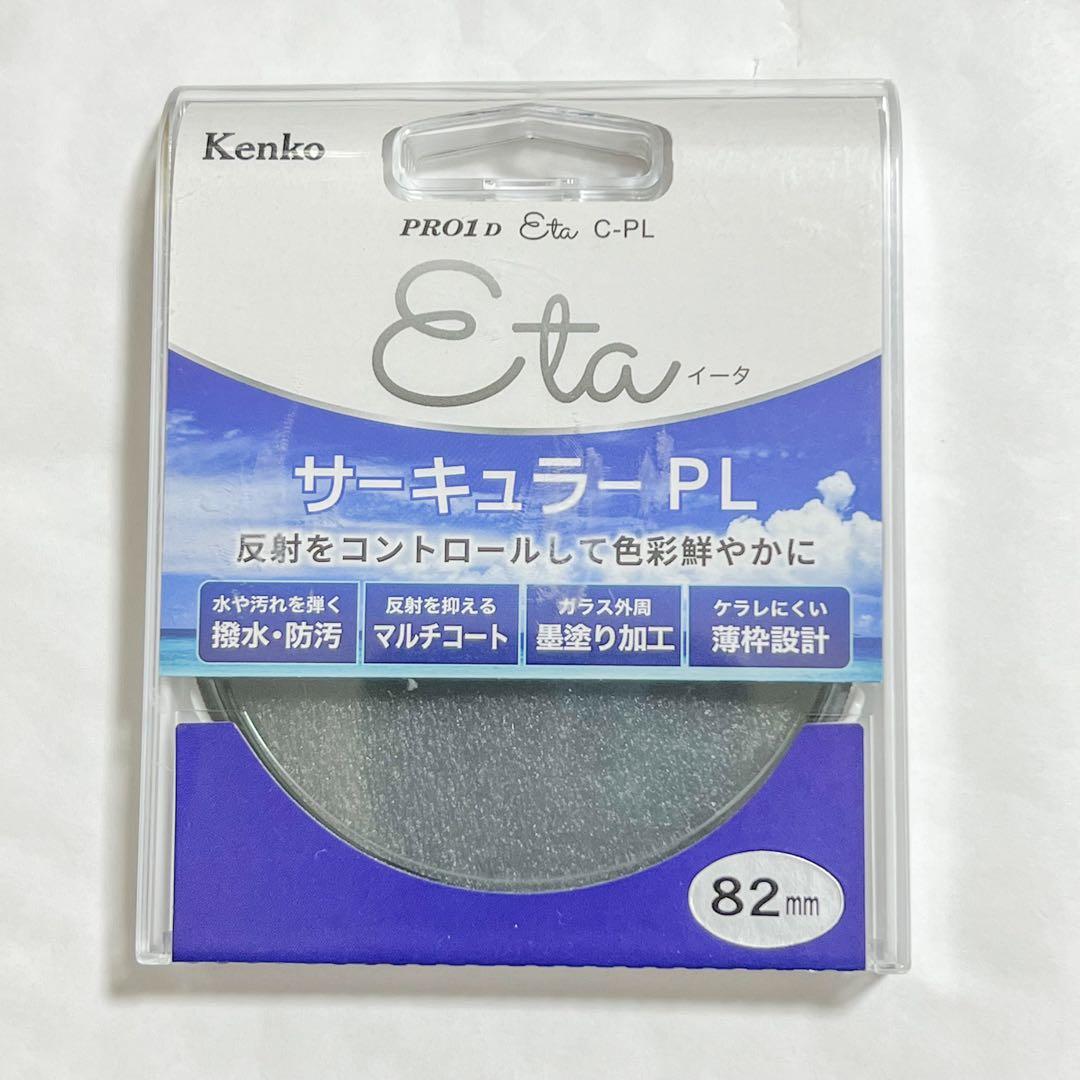 Kenko
PRO1D Eta C-PL
Eta イータ
サーキュラーPL
反射をコントロールして色彩鮮やかに
水や汚れを弾く
撥水・防汚
反射を抑える
マルチコート
ガラス外周
墨塗り加工
ケラレにくい
薄枠設計
82mm